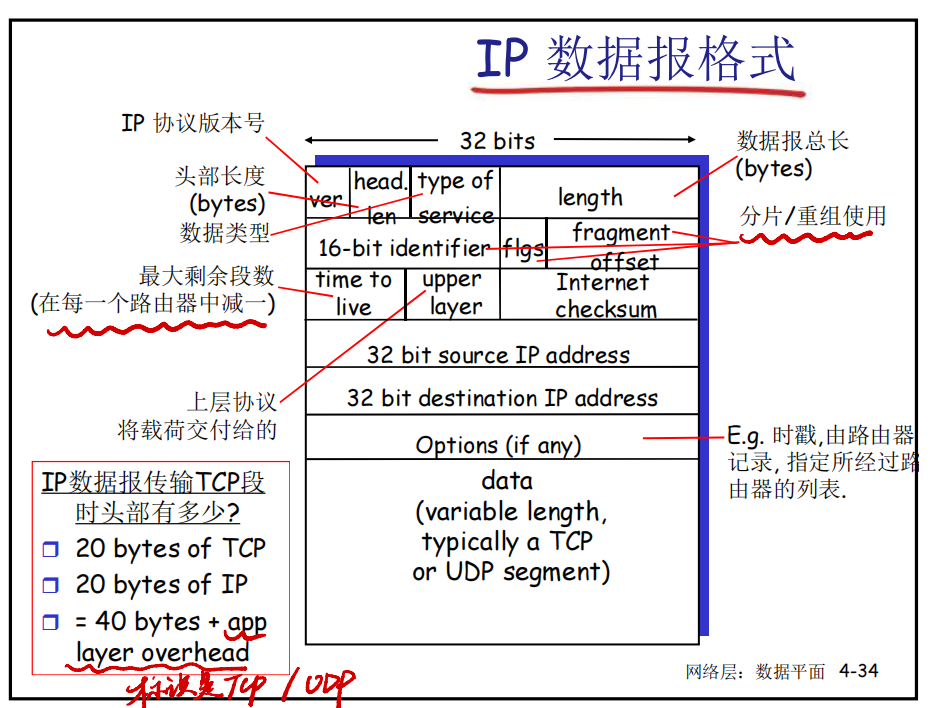 IP 数据报格式
IP 协议版本号
32 bits
数据报总长
(bytes)
头部长度
(bytes)
ver
head.
len
type of
service
length
数据类型
分片/重组使用
16-bit identifier
flgs
fragment
offset
最大剩余段数
(在每一个路由器中减一)
time to
live
upper
layer
Internet
checksum
32 bit source IP address
32 bit destination IP address
上层协议
将载荷交付给的
Options (if any)
E.g. 时戳,由路由器
记录, 指定所经过路
由器的列表.
data
(variable length,
typically a TCP
or UDP segment)
IP数据报传输TCP段
时头部有多少?
20 bytes of TCP
20 bytes of IP
= 40 bytes + app
layer overhead
标识是TCP / UDP
网络层：数据平面 4-34